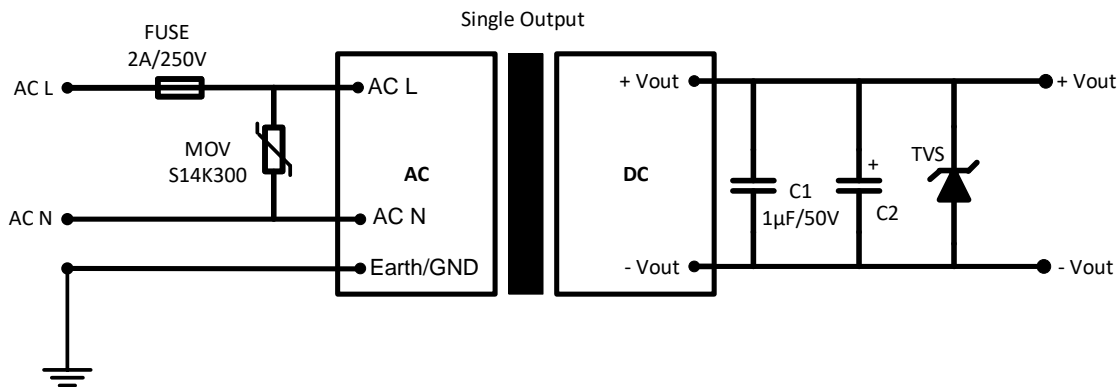 Single Output
FUSE
2A/250V
AC L
AC L
+ Vout
+ Vout
MOV
S14K300
AC
DC
+
TVS
C1
1µF/50V
C2
AC N
AC N
Earth/GND
- Vout
- Vout